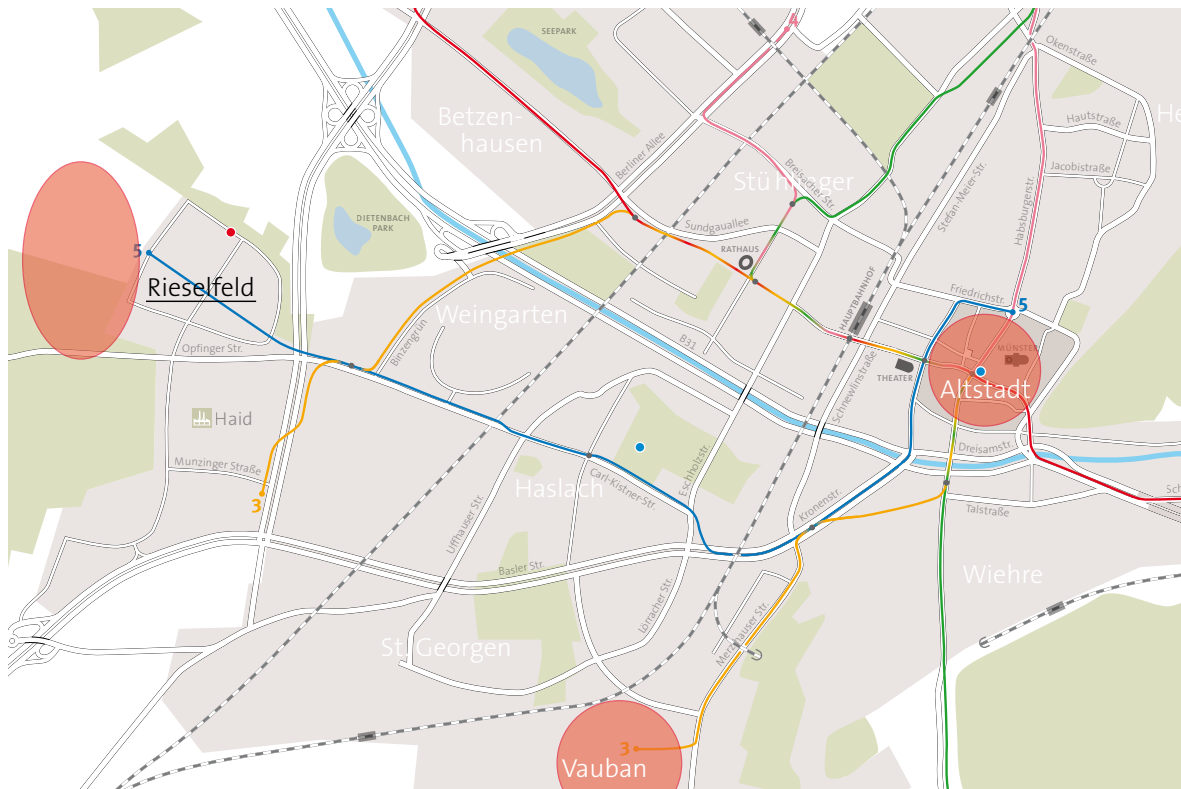 4
SEEPARK
Okenstraße
Betzen-
hausen
He
Hautstraße
Berliner Allee
Breisacher Str.
Jacobistraße
Stühlinger
Stefan-Meier-Str.
Habsburgerstr.
DIETENBACH
PARK
Sundgauallee
5
RATHAUS
Rieselfeld
HAUPTBAHNHOF
Friedrichstr.
5
Weingarten
Binzengrün
B31
Opfinger Str.
MÜNSTER
THEATER
Schnewlinstraße
Altstadt
Haid
Dreisamstr.
Munzinger Straße
Eschholzstr.
Carl-Kistner-Str.
Haslach
3
Kronenstr.
Talstraße
Uffhauser Str.
Basler Str.
Wiehre
Lörracher Str.
Merzhauser Str.
St. Georgen
3
Vauban